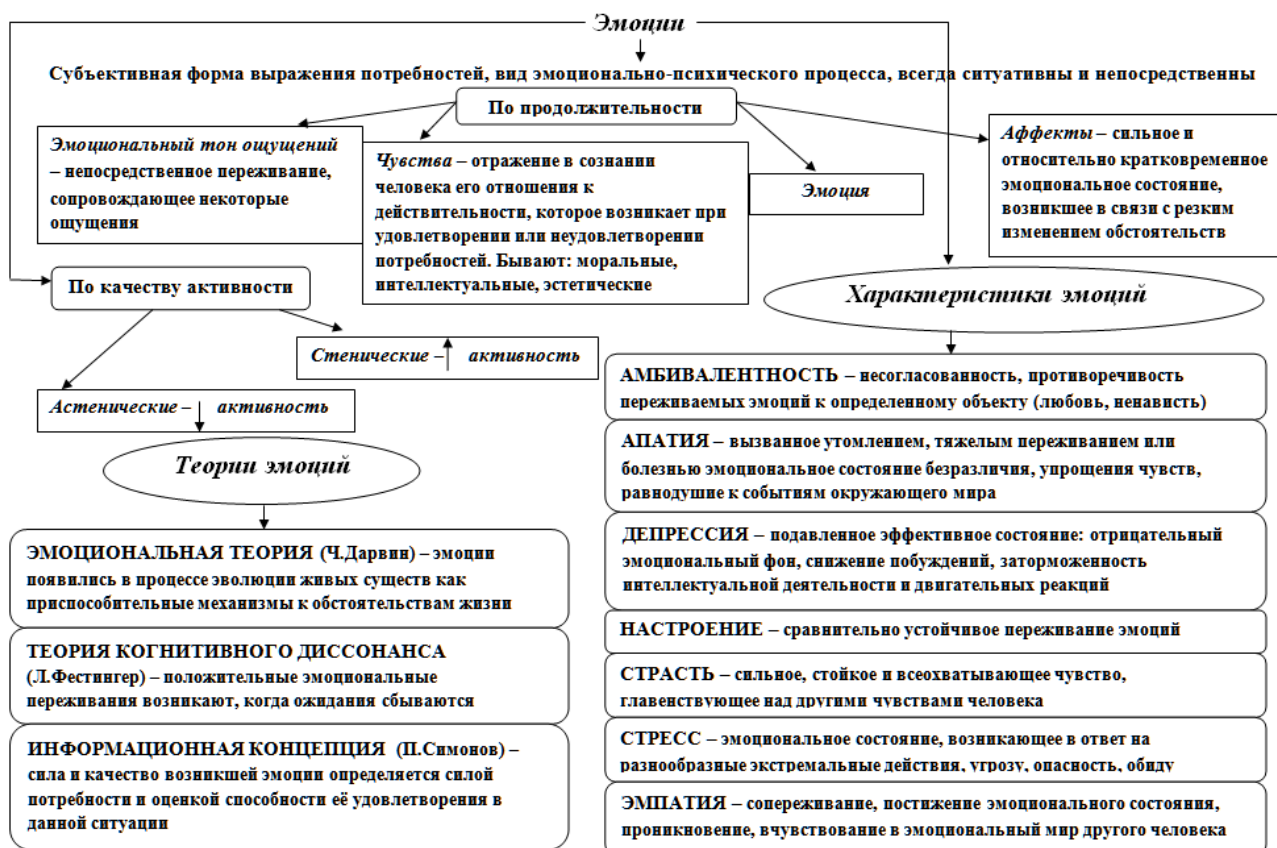 Эмоции
Субъективная форма выражения потребностей, вид эмоционально-психического процесса, всегда ситуативны и непосредственны
По продолжительности
Эмоциональный тон ощущений
– непосредственное переживание,
сопровождающее некоторые
ощущения
Чувства – отражение в сознании
человека его отношения к
действительности, которое возникает при
удовлетворении или неудовлетворении
потребностей. Бывают: моральные,
интеллектуальные, эстетические
Эмоция
Аффекты – сильное и
относительно кратковременное
эмоциональное состояние,
возникшее в связи с резким
изменением обстоятельств
По качеству активности
Стенические – активность
Астенические – активность
Теории эмоций
ЭМОЦИОНАЛЬНАЯ ТЕОРИЯ (Ч.Дарвин) – эмоции
появились в процессе эволюции живых существ как
приспособительные механизмы к обстоятельствам жизни
ТЕОРИЯ КОГНИТИВНОГО ДИССОНАНСА
(Л.Фестингер) – положительные эмоциональные
переживания возникают, когда ожидания сбываются
ИНФОРМАЦИОННАЯ КОНЦЕПЦИЯ (П.Симонов) –
сила и качество возникшей эмоции определяется силой
потребности и оценкой способности её удовлетворения в
данной ситуации
Характеристики эмоций
АМБИВАЛЕНТНОСТЬ – несогласованность, противоречивость
переживаемых эмоций к определенному объекту (любовь, ненависть)
АПАТИЯ – вызванное утомлением, тяжелым переживанием или
болезнью эмоциональное состояние безразличия, упрощения чувств,
равнодушие к событиям окружающего мира
ДЕПРЕССИЯ – подавленное эффективное состояние: отрицательный
эмоциональный фон, снижение побуждений, заторможенность
интеллектуальной деятельности и двигательных реакций
НАСТРОЕНИЕ – сравнительно устойчивое переживание эмоций
СТРАСТЬ – сильное, стойкое и всеохватывающее чувство,
главенствующее над другими чувствами человека
СТРЕСС – эмоциональное состояние, возникающее в ответ на
разнообразные экстремальные действия, угрозу, опасность, обиду
ЭМПАТИЯ – сопереживание, постижение эмоционального состояния,
проникновение, вчувствование в эмоциональный мир другого человека